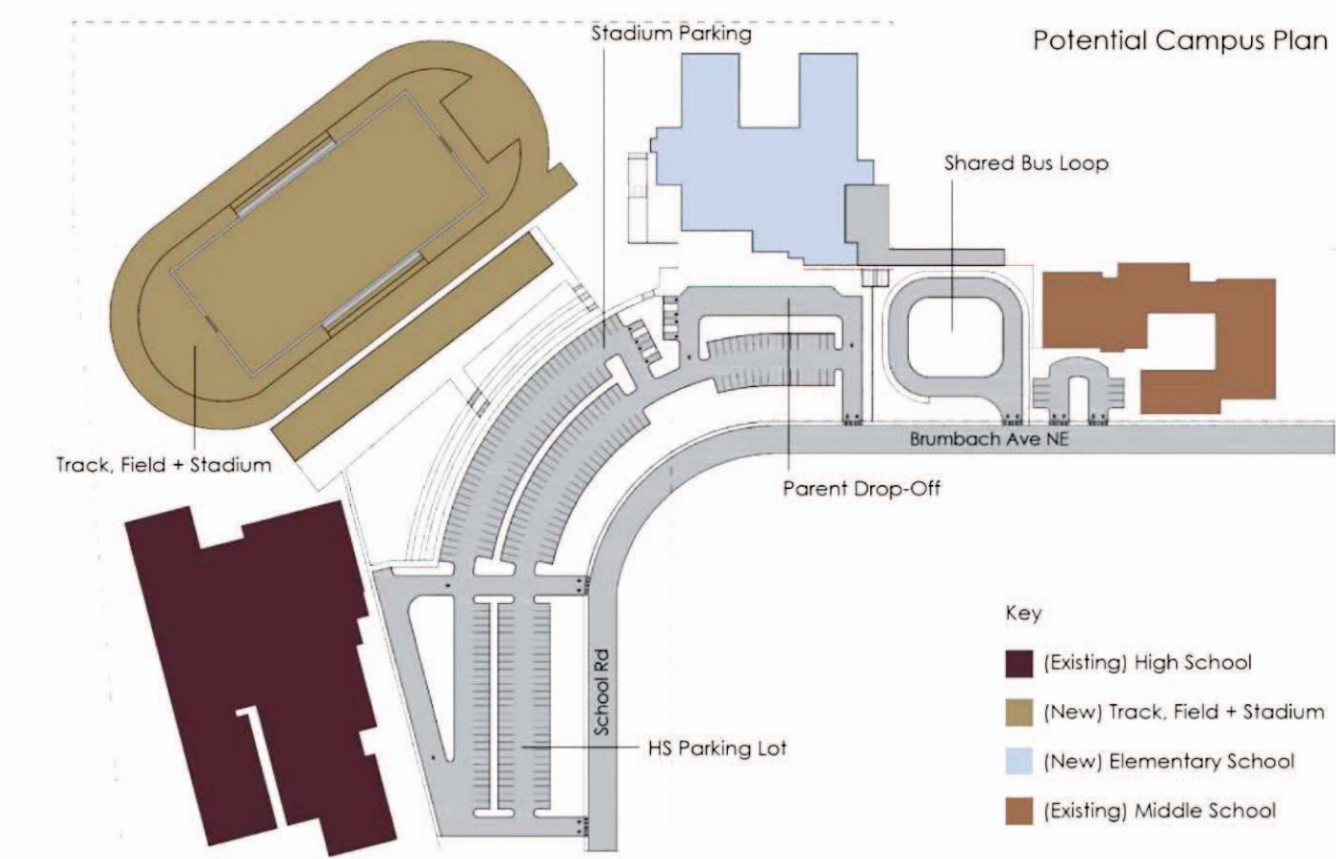 Stadium Parking
Potential Campus Plan
Shared Bus Loop
Brumbach Ave NE
Track, Field + Stadium
Parent Drop-Off
School Rd
HS Parking Lot
Key
(Existing) High School
(New) Track, Field + Stadium
(New) Elementary School
(Existing) Middle School